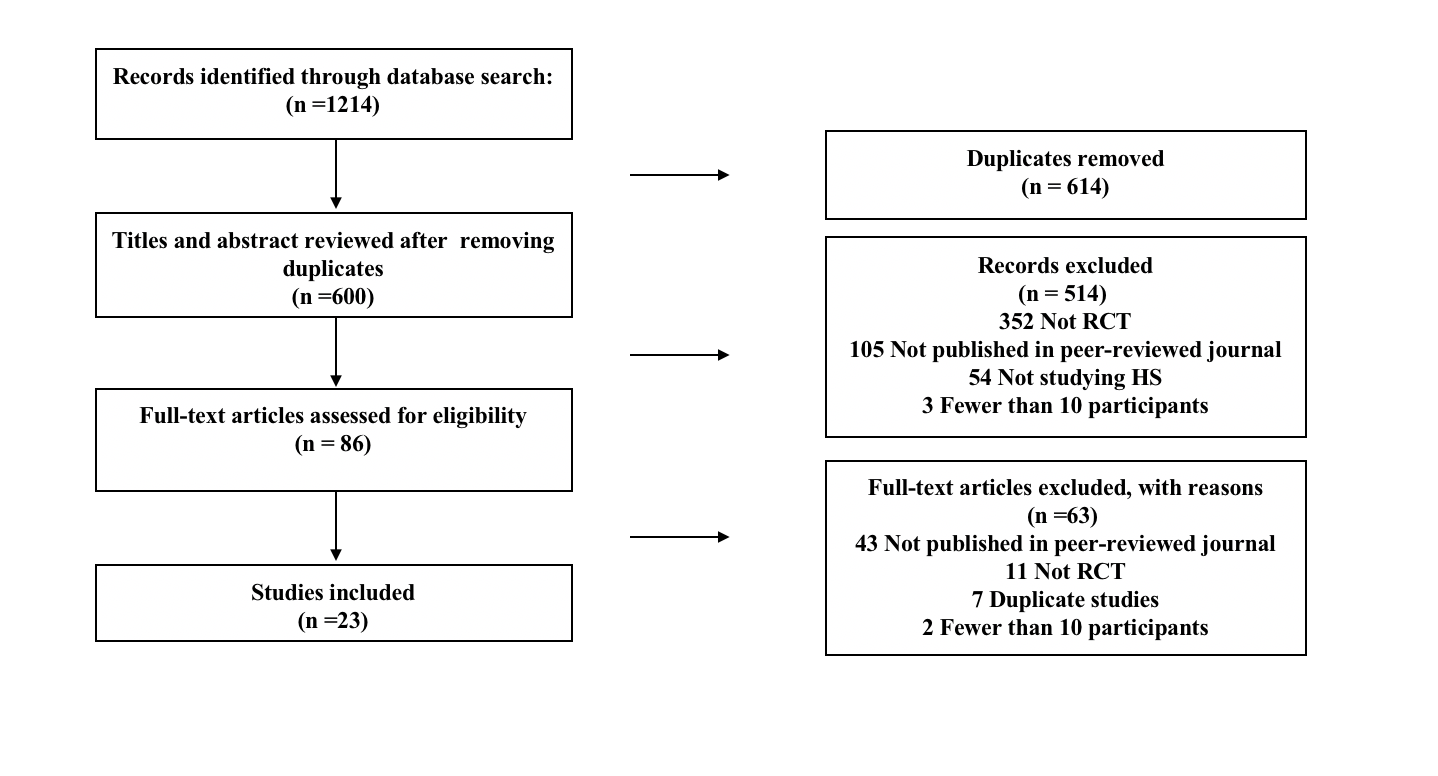 Records identified through database search:
(n =1214)
Duplicates removed
(n = 614)
Titles and abstract reviewed after  removing
duplicates
(n =600)
Records excluded
(n = 514)
352 Not RCT
105 Not published in peer-reviewed journal
54 Not studying HS
3 Fewer than 10 participants
Full-text articles assessed for eligibility
(n = 86)
Full-text articles excluded, with reasons
(n =63)
43 Not published in peer-reviewed journal
11 Not RCT
7 Duplicate studies
2 Fewer than 10 participants
Studies included
(n =23)